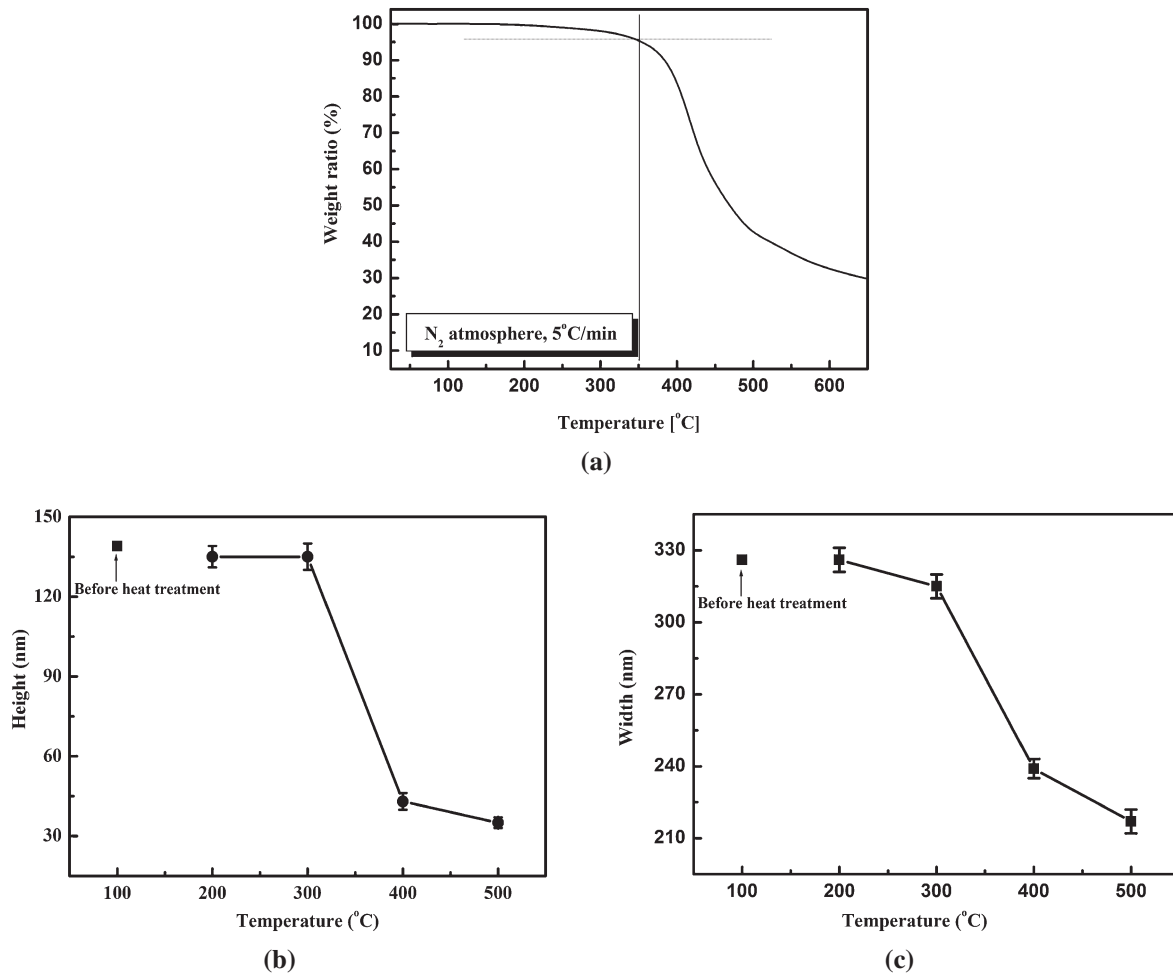 100
90
80
70
60
50
40
30
20
10
Weight ratio (%)
N₂ atmosphere, 5°C/min
100 200 300 400 500 600
Temperature [°C]
(a)
150
120
90
60
30
Height (nm)
Before heat treatment
100 200 300 400 500
Temperature (°C)
(b)
330
300
270
240
210
Width (nm)
Before heat treatment
100 200 300 400 500
Temperature (°C)
(c)